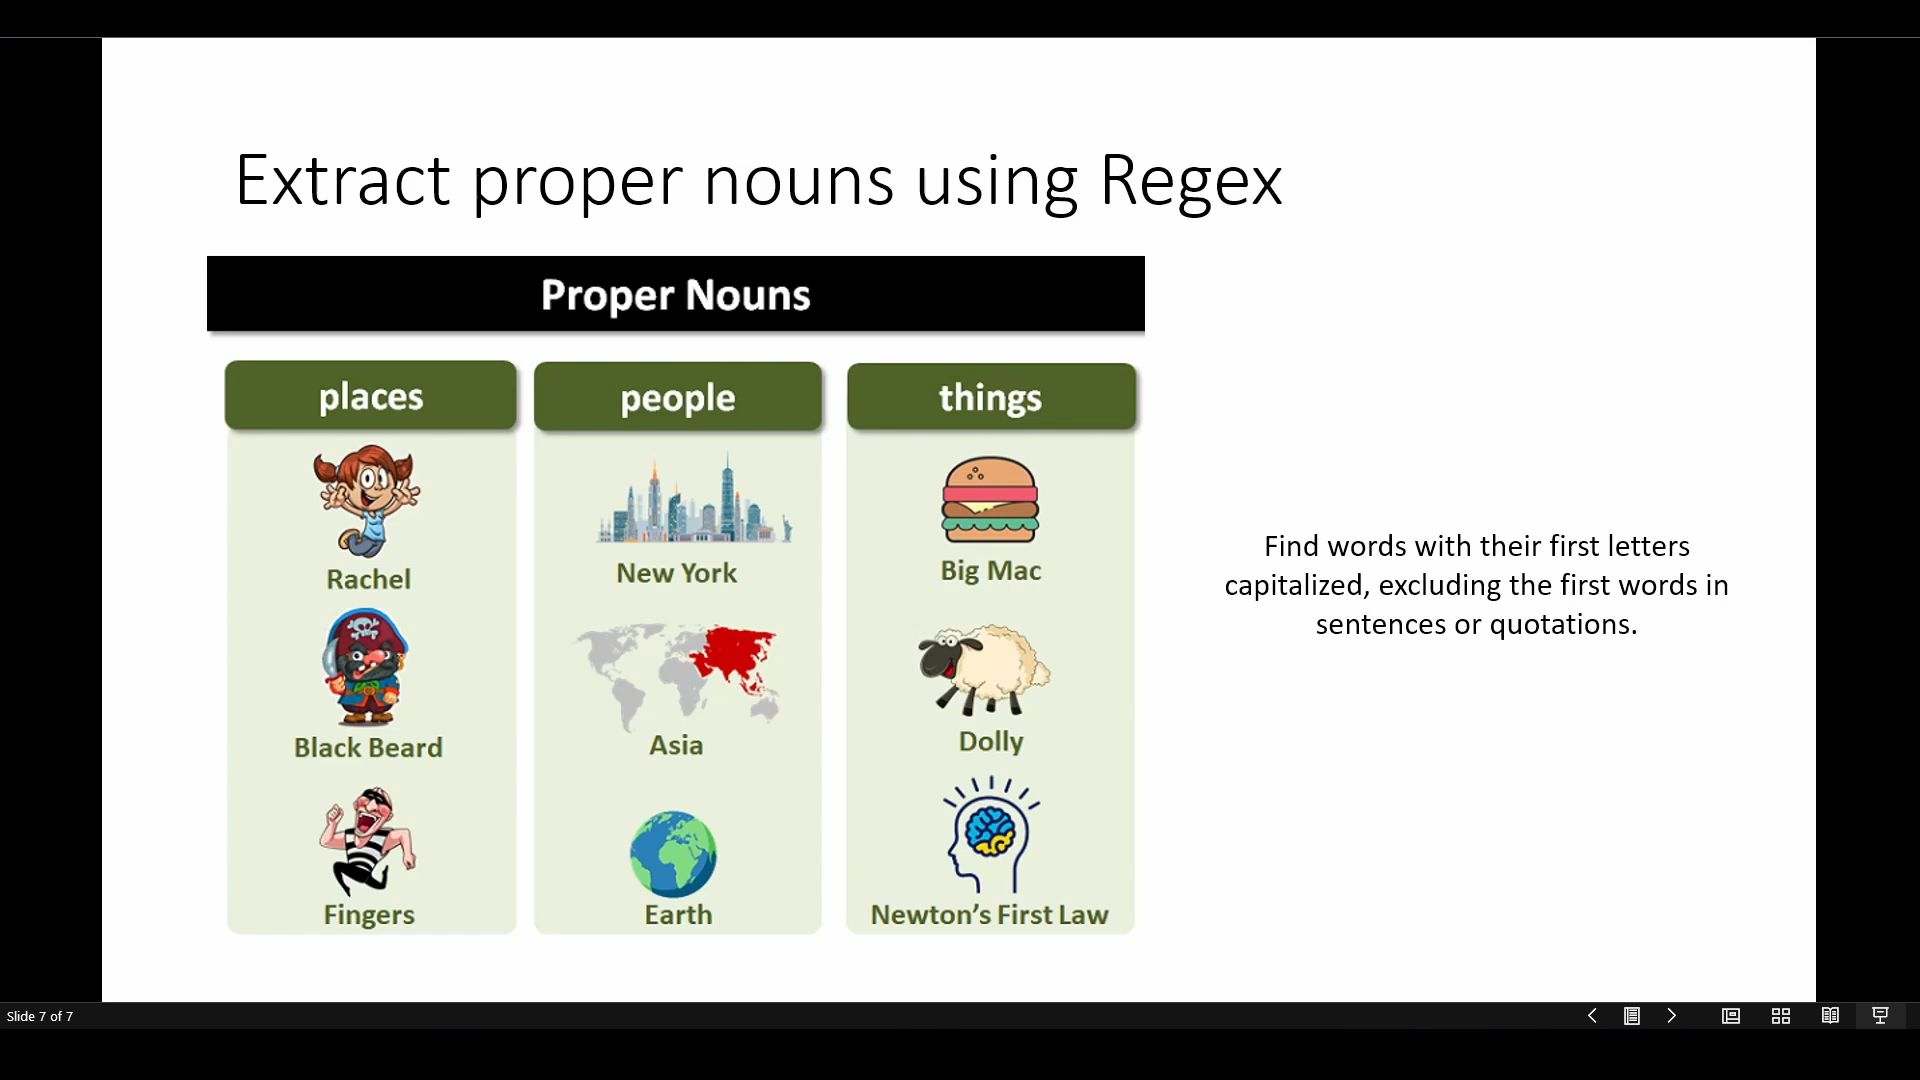 Extract proper nouns using Regex
Proper Nouns
places
people
things
Rachel
New York
Big Mac
Black Beard
Asia
Dolly
Fingers
Earth
Newton's First Law
Find words with their first letters
capitalized, excluding the first words in
sentences or quotations.
Slide 7 of 7